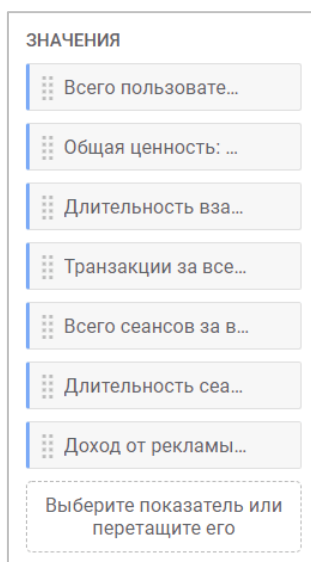 ЗНАЧЕНИЯ
Всего пользовате...
Общая ценность: ...
Длительность вза...
Транзакции за все...
Всего сеансов за в...
Длительность сеа...
Доход от рекламы...
Выберите показатель или
перетащите его